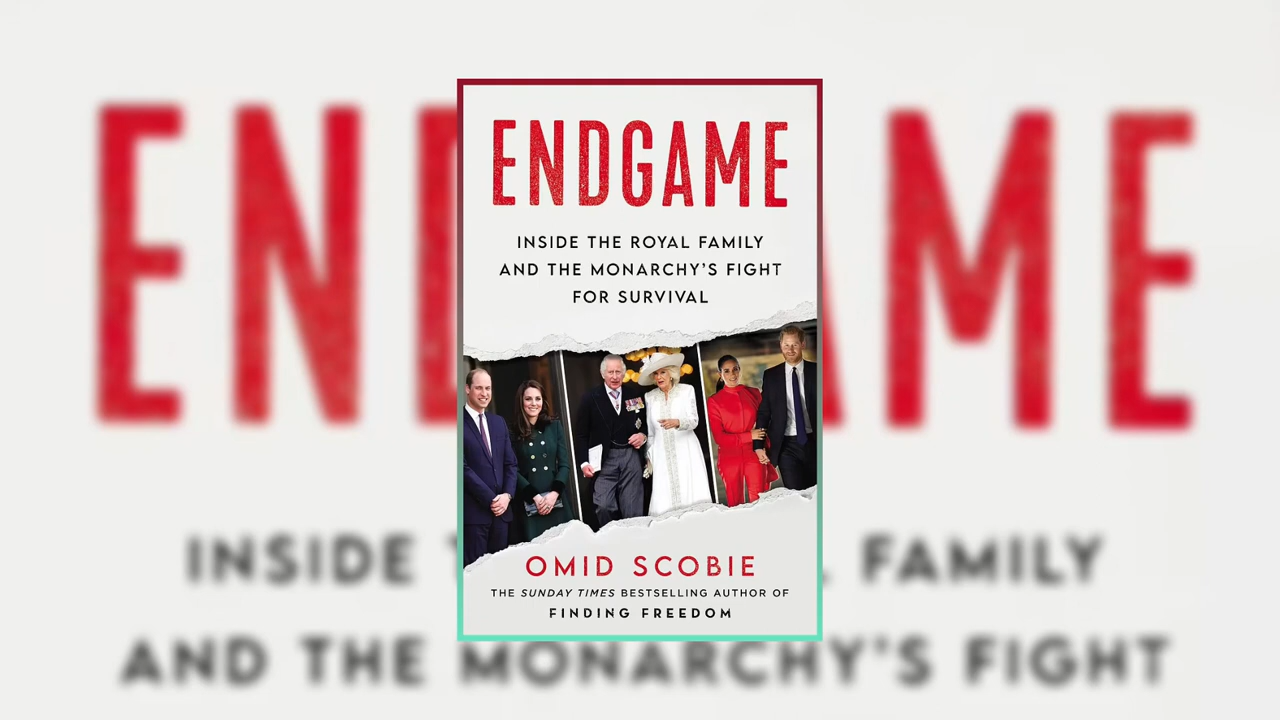 ENDGAME
INSIDE THE ROYAL FAMILY
AND THE MONARCHY'S FIGHT
FOR SURVIVAL
OMID SCOBIE
THE SUNDAY TIMES BESTSELLING AUTHOR OF
FINDING FREEDOM